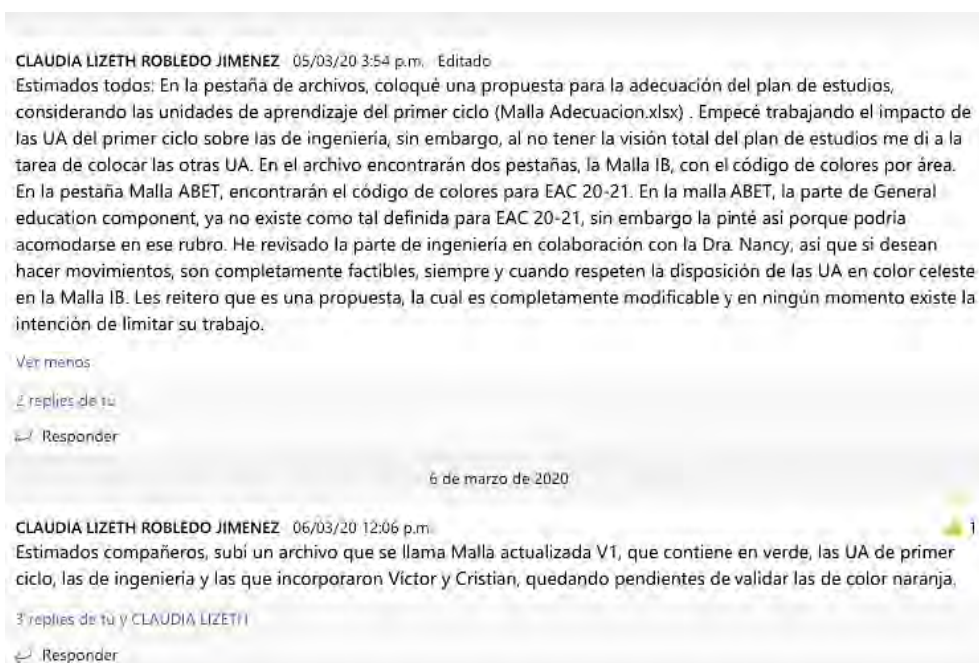 CLAUDIA LIZETH ROBLEDO JIMENEZ 05/03/20 3:54 p.m. Editado
Estimados todos: En la pestaña de archivos, coloqué una propuesta para la adecuación del plan de estudios,
considerando las unidades de aprendizaje del primer ciclo (Malla Adecuacion.xlsx) . Empecé trabajando el impacto de
las UA del primer ciclo sobre las de ingeniería, sin embargo, al no tener la visión total del plan de estudios me di a la
tarea de colocar las otras UA. En el archivo encontrarán dos pestañas, la Malla IB, con el código de colores por área.
En la pestaña Malla ABET, encontrarán el código de colores para EAC 20-21. En la malla ABET, la parte de General
education component, ya no existe como tal definida para EAC 20-21, sin embargo la pinté asi porque podría
acomodarse en ese rubro. He revisado la parte de ingeniería en colaboración con la Dra. Nancy, asi que si desean
hacer movimientos, son completamente factibles, siempre y cuando respeten la disposición de las UA en color celeste
en la Malla IB. Les reitero que es una propuesta, la cual es completamente modificable y en ningún momento existe la
intención de limitar su trabajo.
Ver menos
2 replies de tu
Responder
6 de marzo de 2020
CLAUDIA LIZETH ROBLEDO JIMENEZ 06/03/20 12:06 p.m.
1
Estimados compañeros, subí un archivo que se llama Malla actualizada V1, que contiene en verde, las UA de primer
ciclo, las de ingeniería y las que incorporaron Victor y Cristian, quedando pendientes de validar las de color naranja.
3 replies de tú y CLAUDIA LIZETH
Responder